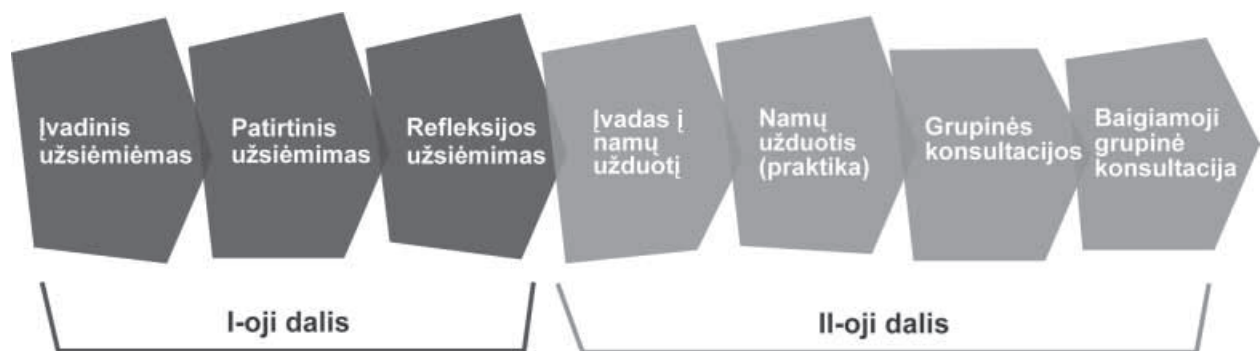 Įvadinis
užsiėmiėmas
Patirtinis
užsiėmimas
Refleksijos
užsiėmimas
Įvadas į
namų
užduotį
Namų
užduotis
(praktika)
Grupinės
konsultacijos
Baigiamoji
grupinė
konsultacija
I-oji dalis
II-oji dalis